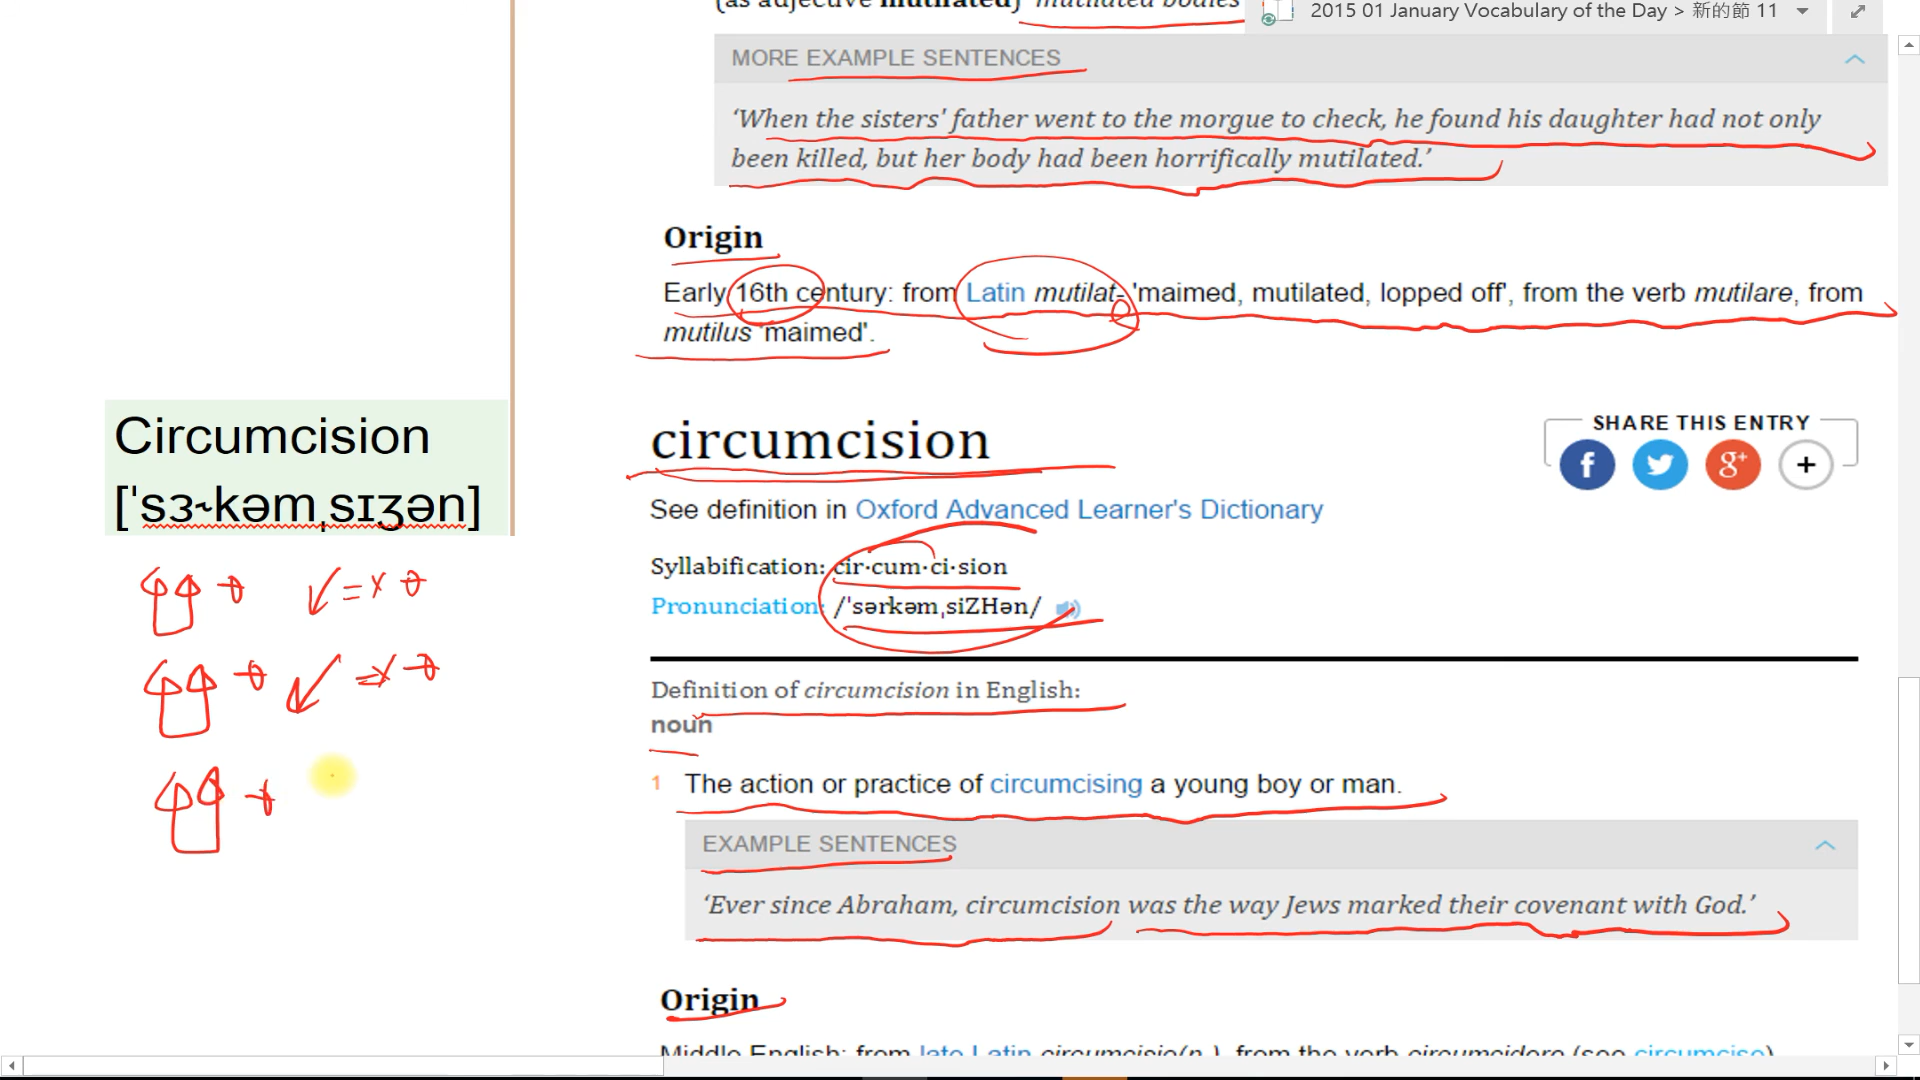 (as adjective mutilated) 'mutilated bodies'
2015 01 January Vocabulary of the Day > 新的節 11
MORE EXAMPLE SENTENCES
‘When the sisters' father went to the morgue to check, he found his daughter had not only
been killed, but her body had been horrifically mutilated.’
Origin
Early 16th century: from Latin mutilat- 'maimed, mutilated, lopped off', from the verb mutilare, from
mutilus 'maimed'.
Circumcision
[ˈsɝkəmˌsɪʒən]
circumcision
SHARE THIS ENTRY
See definition in Oxford Advanced Learner's Dictionary
Syllabification: cir·cum·ci·sion
Pronunciation: /ˈsərkəmˌsiZHən/
Definition of circumcision in English:
noun
1 The action or practice of circumcising a young boy or man.
EXAMPLE SENTENCES
‘Ever since Abraham, circumcision was the way Jews marked their covenant with God.’
Origin
Middle English: from late Latin circumcisio(n-), from the verb circumcidere (see circumcise)